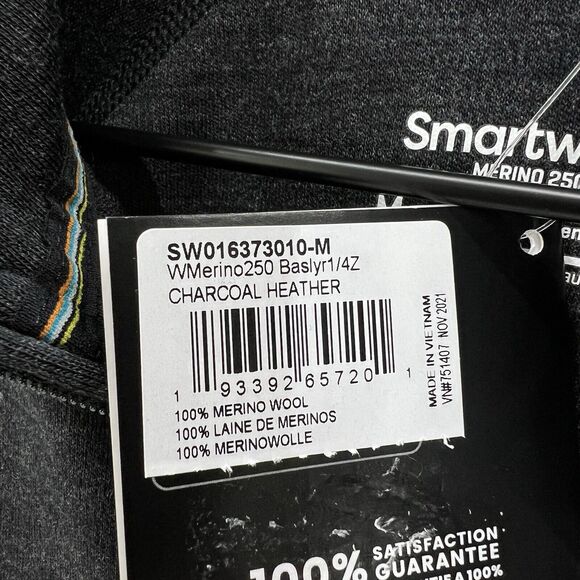 Smartw
MERINO 250
M
SW016373010-M
WMerino250 Baslyr1/4Z
CHARCOAL HEATHER
1 93392 65720 1
100% MERINO WOOL
100% LAINE DE MERINOS
100% MERINOWOLLE
MADE IN VIETNAM
VN#751407 NOV 2021
100% SATISFACTION
GUARANTEE